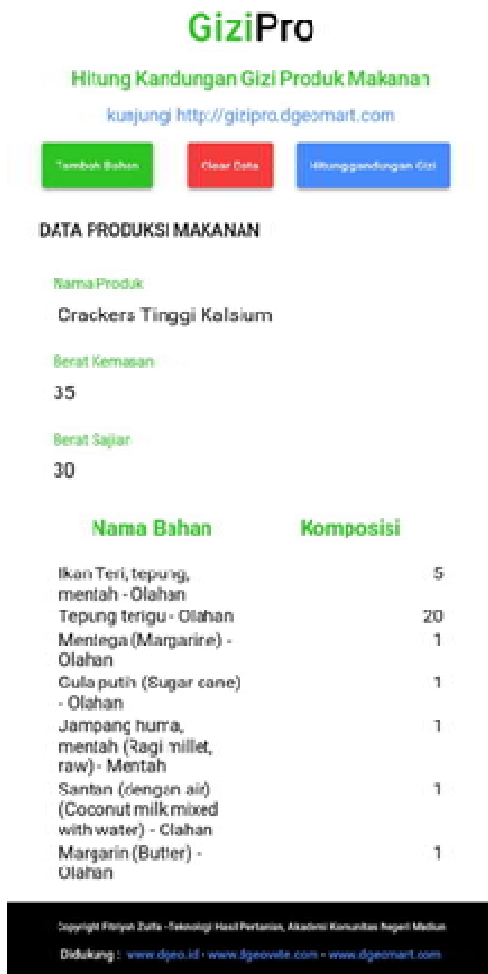 GiziPro
Hitung Kandungan Gizi Produk Makanan
kunjungi http://gizipro.dgeomart.com
Tambah Bahan
Clear Data
Hitunggandungan Gizi
DATA PRODUKSI MAKANAN
Nama Produk
Crackers Tinggi Kalsium
Berat Kemasan
35
Berat Sajian
30
Nama Bahan Komposisi
Ikan Teri, tepung, 5
mentah - Olahan
Tepung terigu - Olahan 20
Mentega (Margarine) - 1
Olahan
Gula putih (Sugar cane) 1
- Olahan
Jampang huma, 1
mentah (Ragi millet,
raw) - Mentah
Santan (dengan air) 1
(Coconut milk mixed
with water) - Olahan
Margarin (Butter) - 1
Olahan
Copyright Fitriyah Zulfa - Teknologi Hasil Pertanian, Akademi Komunitas Negeri Madiun
Didukung : www.dgeo.id - www.dgeovote.com - www.dgeomart.com